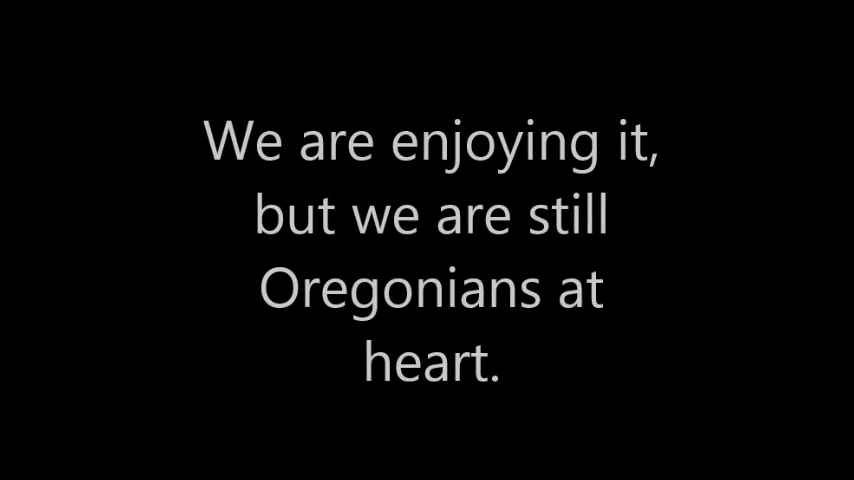 We are enjoying it,
but we are still
Oregonians at
heart.